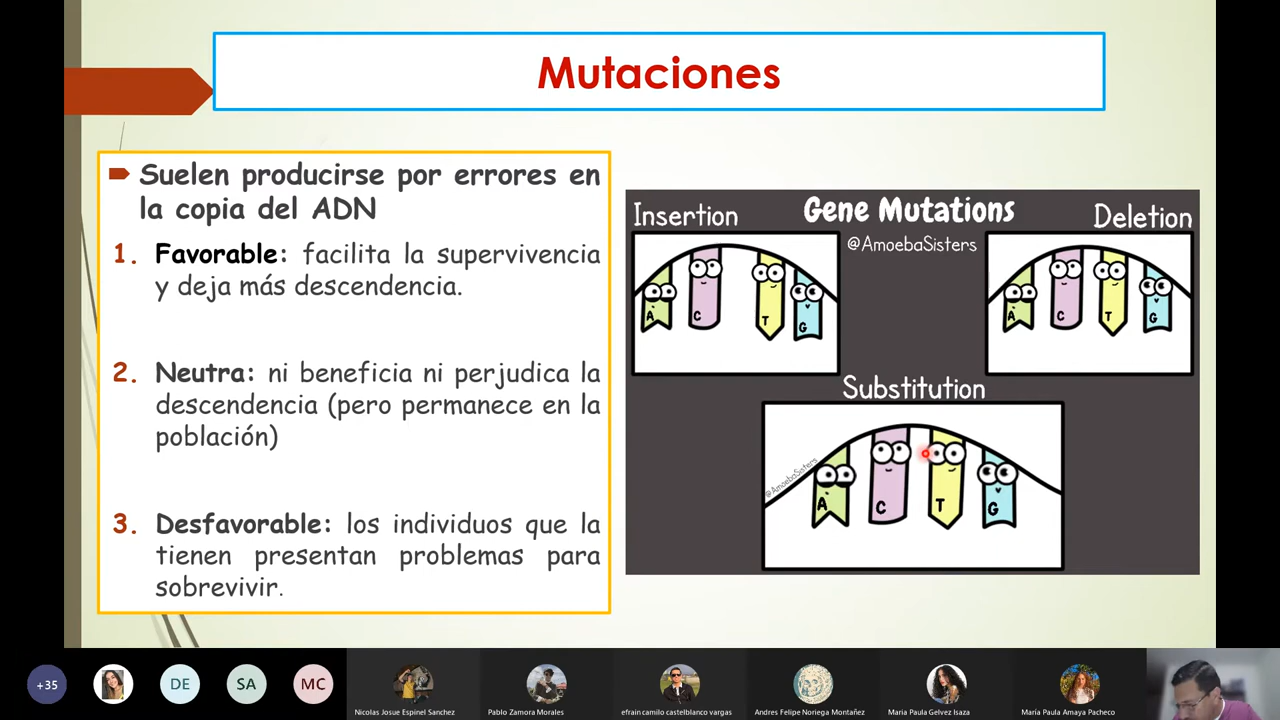 Mutaciones
Suelen producirse por errores en
la copia del ADN
1. Favorable: facilita la supervivencia
y deja más descendencia.
2. Neutra: ni beneficia ni perjudica la
descendencia (pero permanece en la
población)
3. Desfavorable: los individuos que la
tienen presentan problemas para
sobrevivir.
Insertion
Gene Mutations
Deletion
@AmoebaSisters
A C T G
A C T G
Substitution
@AmoebaSisters
A C T G
+35
DE
SA
MC
Nicolas Josue Espinel Sanchez
Pablo Zamora Morales
efrain camilo castelblanco vargas
Andres Felipe Noriega Montañez
Maria Paula Gelvez Isaza
María Paula Amaya Pacheco